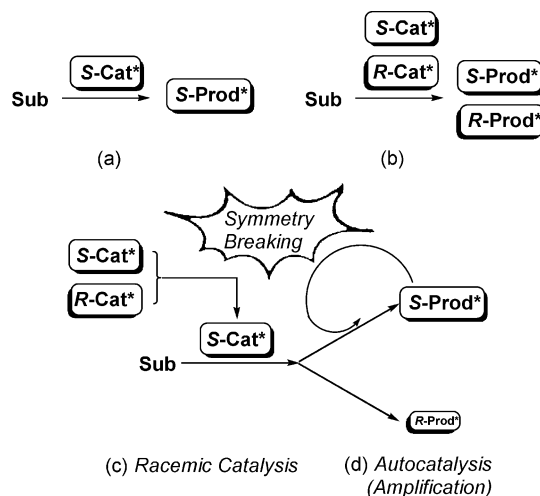 S-Cat*
Sub
S-Prod*
(a)
S-Cat*
R-Cat*
Sub
S-Prod*
R-Prod*
(b)
Symmetry
Breaking
S-Cat*
R-Cat*
S-Cat*
Sub
S-Prod*
R-Prod*
(c) Racemic Catalysis
(d) Autocatalysis
(Amplification)